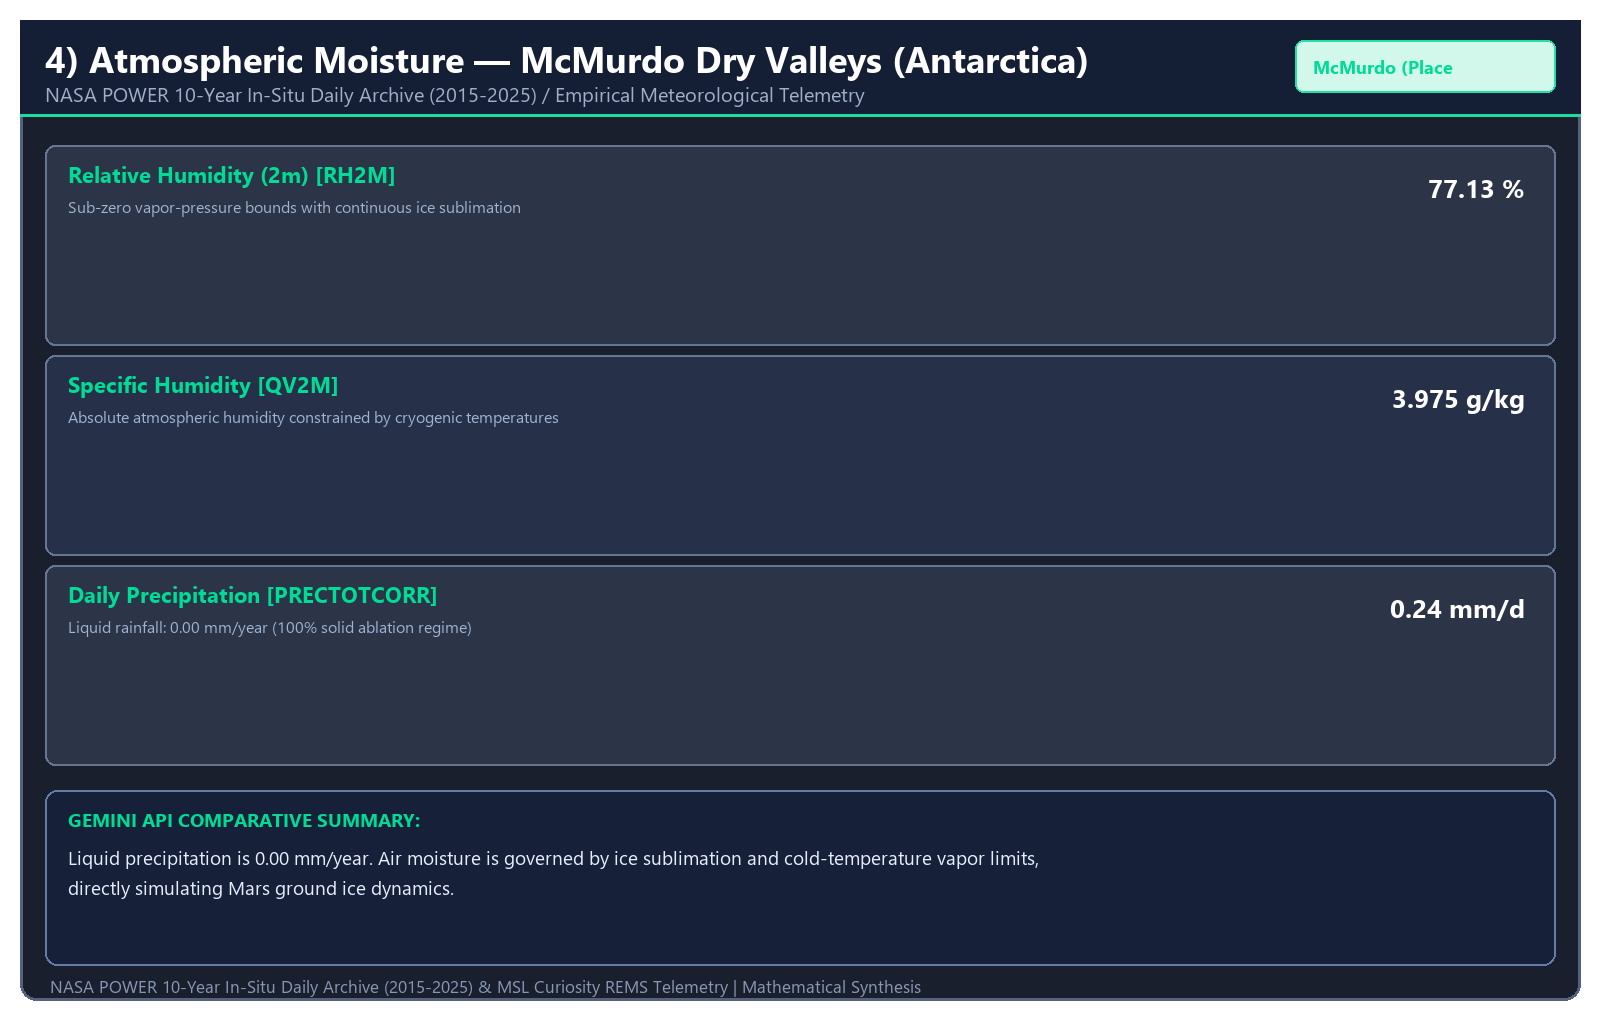 4) Atmospheric Moisture — McMurdo Dry Valleys (Antarctica)
NASA POWER 10-Year In-Situ Daily Archive (2015-2025) / Empirical Meteorological Telemetry
McMurdo (Place
Relative Humidity (2m) [RH2M]
77.13 %
Sub-zero vapor-pressure bounds with continuous ice sublimation
Specific Humidity [QV2M]
3.975 g/kg
Absolute atmospheric humidity constrained by cryogenic temperatures
Daily Precipitation [PRECTOTCORR]
0.24 mm/d
Liquid rainfall: 0.00 mm/year (100% solid ablation regime)
GEMINI API COMPARATIVE SUMMARY:
Liquid precipitation is 0.00 mm/year. Air moisture is governed by ice sublimation and cold-temperature vapor limits,
directly simulating Mars ground ice dynamics.
NASA POWER 10-Year In-Situ Daily Archive (2015-2025) & MSL Curiosity REMS Telemetry | Mathematical Synthesis